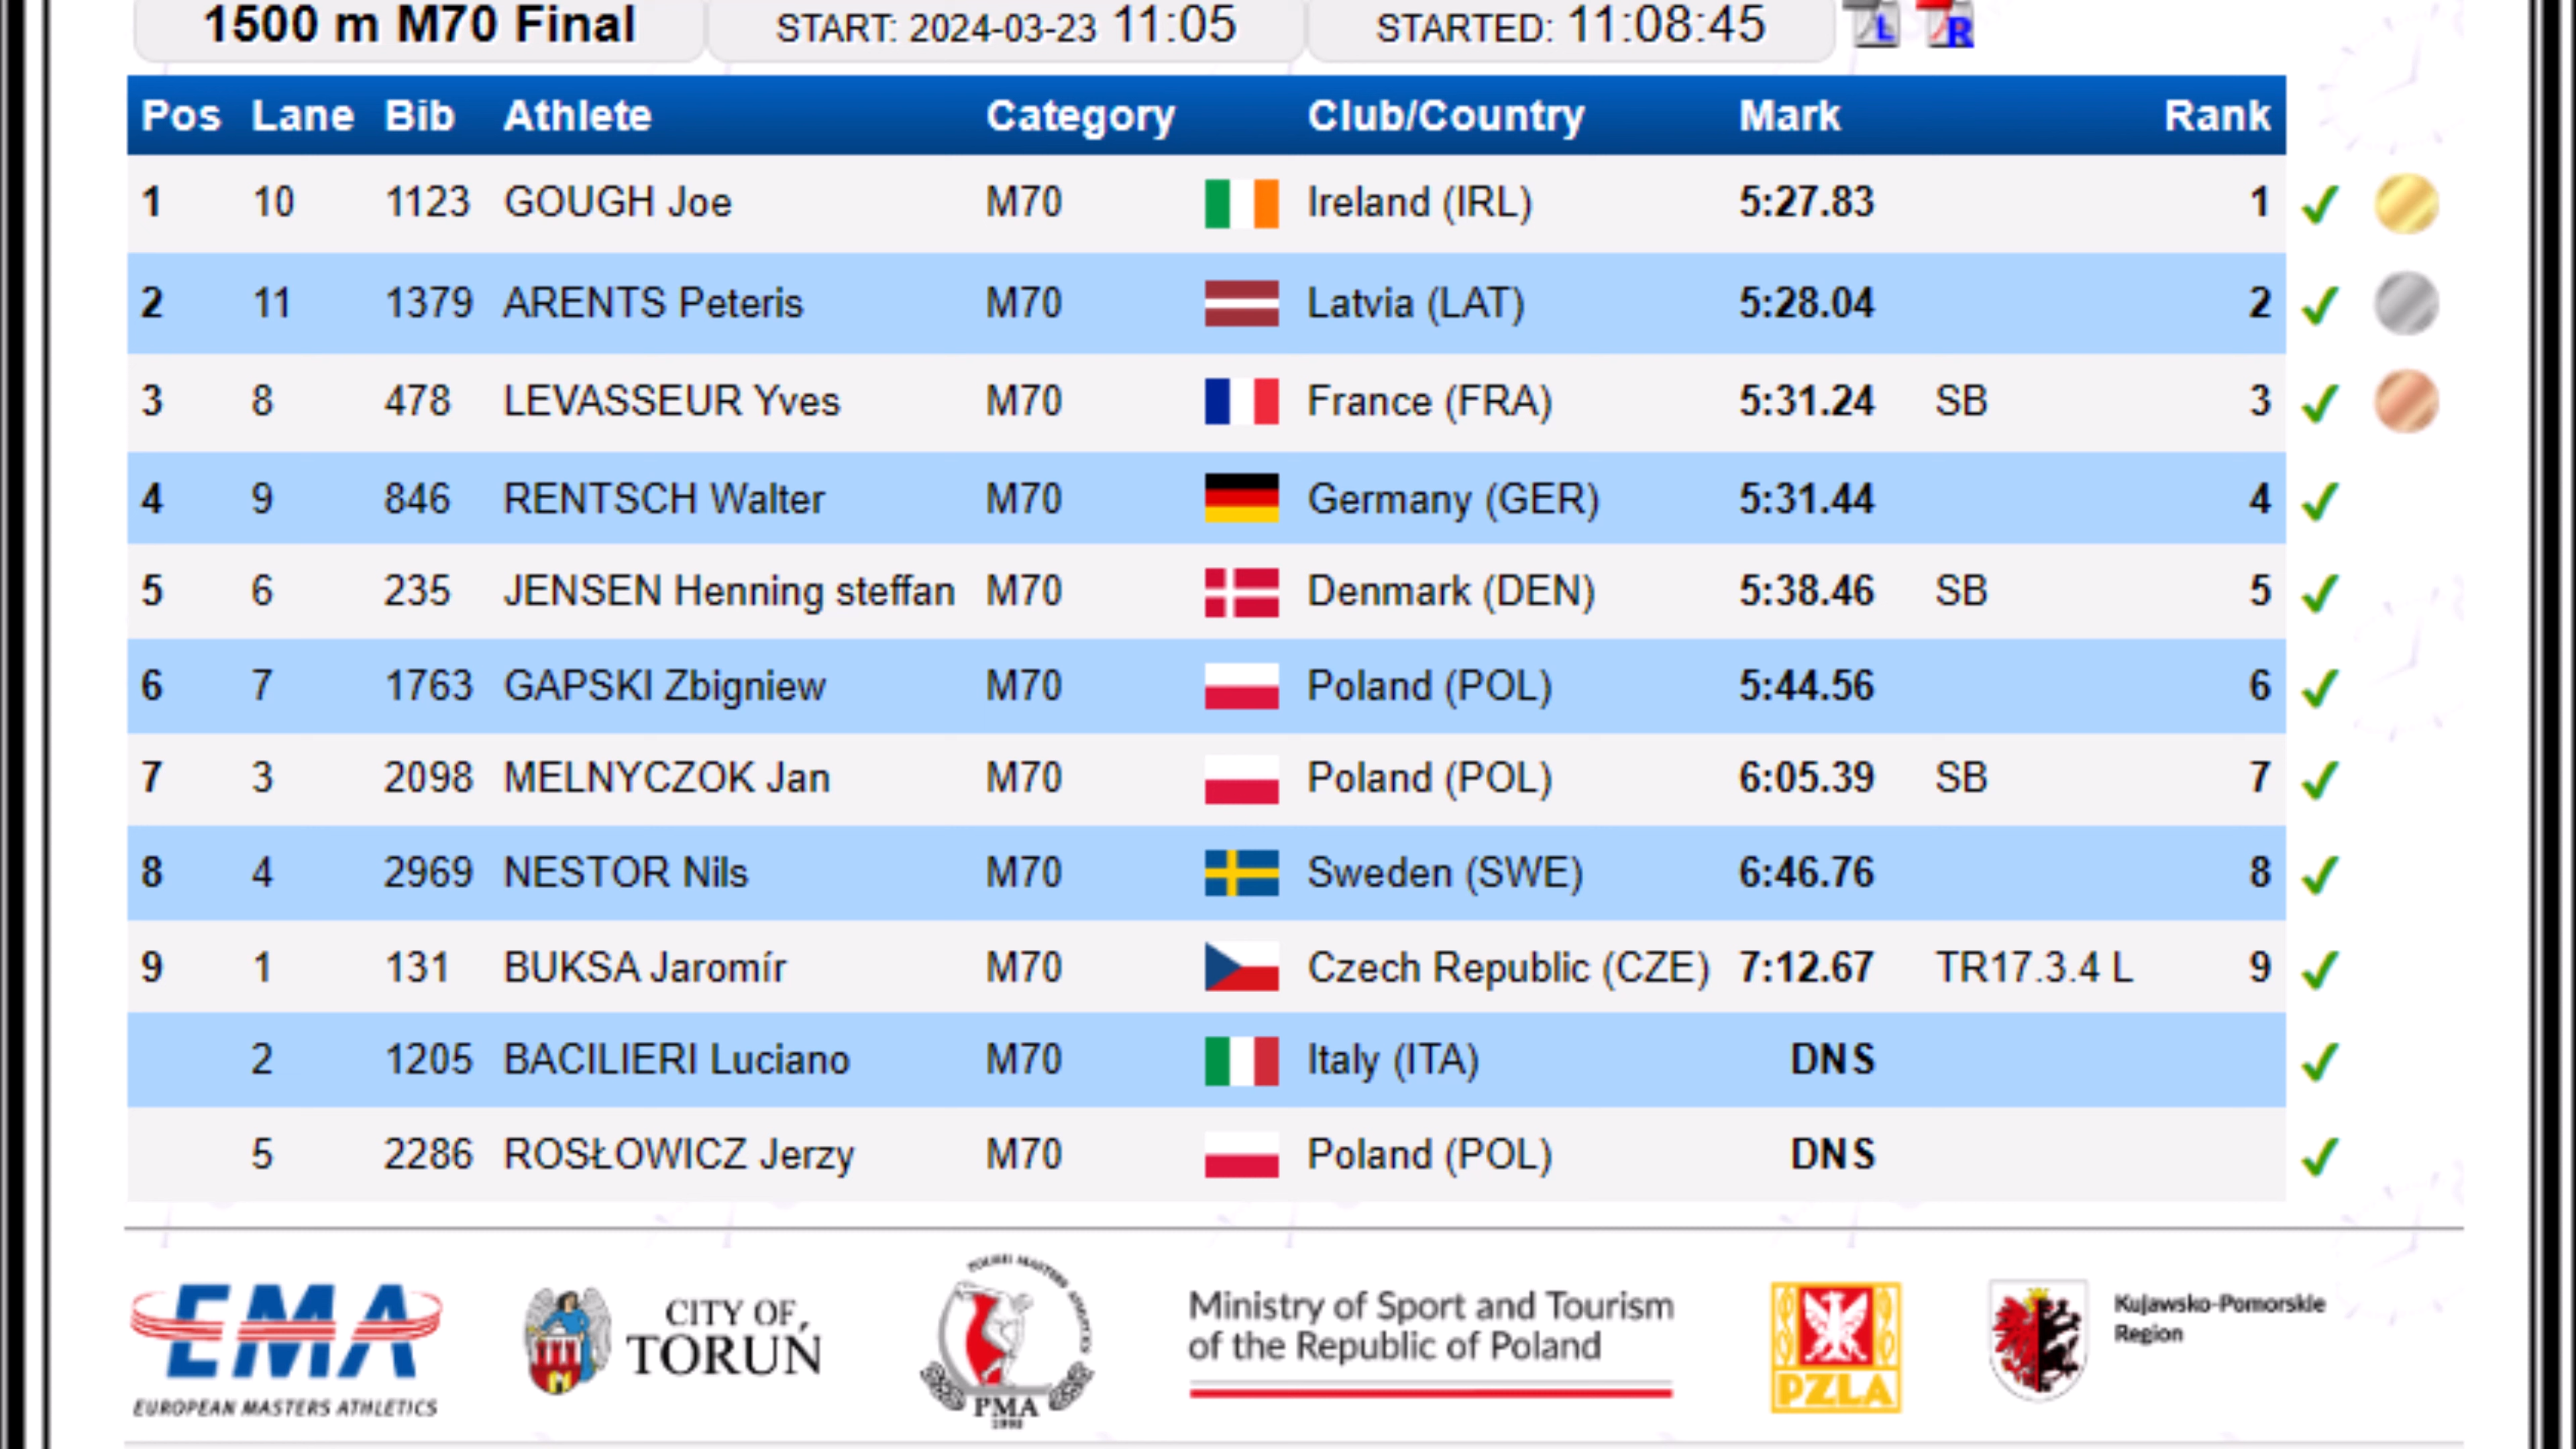 1500 m M70 Final START: 2024-03-23 11:05 STARTED: 11:08:45 L R
Pos Lane Bib Athlete Category Club/Country Mark Rank
1 10 1123 GOUGH Joe M70 Ireland (IRL) 5:27.83 1
2 11 1379 ARENTS Peteris M70 Latvia (LAT) 5:28.04 2
3 8 478 LEVASSEUR Yves M70 France (FRA) 5:31.24 SB 3
4 9 846 RENTSCH Walter M70 Germany (GER) 5:31.44 4
5 6 235 JENSEN Henning steffan M70 Denmark (DEN) 5:38.46 SB 5
6 7 1763 GAPSKI Zbigniew M70 Poland (POL) 5:44.56 6
7 3 2098 MELNYCZOK Jan M70 Poland (POL) 6:05.39 SB 7
8 4 2969 NESTOR Nils M70 Sweden (SWE) 6:46.76 8
9 1 131 BUKSA Jaromír M70 Czech Republic (CZE) 7:12.67 TR17.3.4 L 9
2 1205 BACILIERI Luciano M70 Italy (ITA) DNS
5 2286 ROSŁOWICZ Jerzy M70 Poland (POL) DNS
EMA
EUROPEAN MASTERS ATHLETICS
CITY OF
TORUŃ
POLISH MASTERS ATHLETICS
PMA
Ministry of Sport and Tourism
of the Republic of Poland
PZLA
Kujawsko-Pomorskie
Region